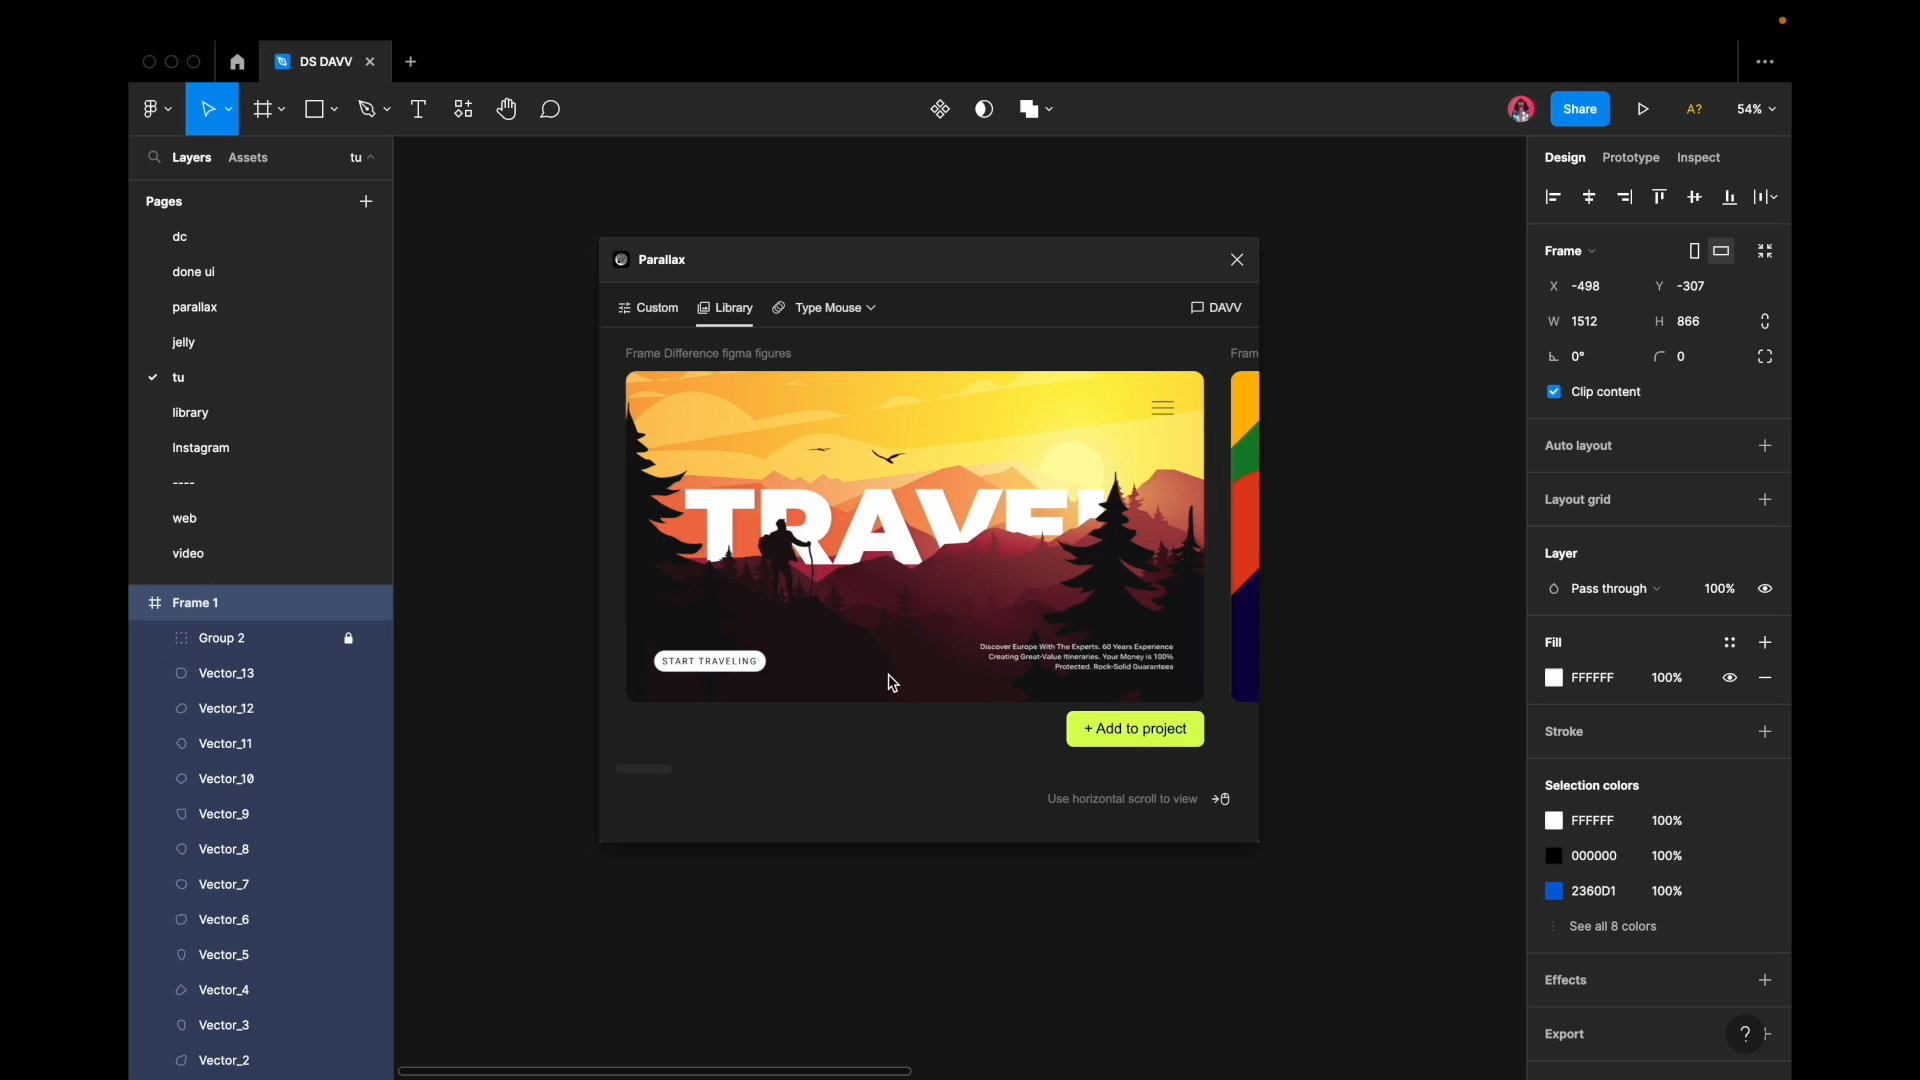 DS DAVV
Share
A?
54%
Layers
Assets
tu
Pages
dc
done ui
parallax
jelly
tu
library
Instagram
----
web
video
Frame 1
Group 2
Vector_13
Vector_12
Vector_11
Vector_10
Vector_9
Vector_8
Vector_7
Vector_6
Vector_5
Vector_4
Vector_3
Vector_2
Parallax
Custom
Library
Type Mouse
DAVV
Frame Difference figma figures
Fram
TRAVEL
START TRAVELING
Discover Europe With The Experts. 60 Years Experience
Creating Great-Value Itineraries. Your Money is 100%
Protected. Rock-Solid Guarantees
+ Add to project
Use horizontal scroll to view
Design
Prototype
Inspect
Frame
X -498
Y -307
W 1512
H 866
0°
0
Clip content
Auto layout
Layout grid
Layer
Pass through
100%
Fill
FFFFFF
100%
Stroke
Selection colors
FFFFFF 100%
000000 100%
2360D1 100%
See all 8 colors
Effects
Export
?